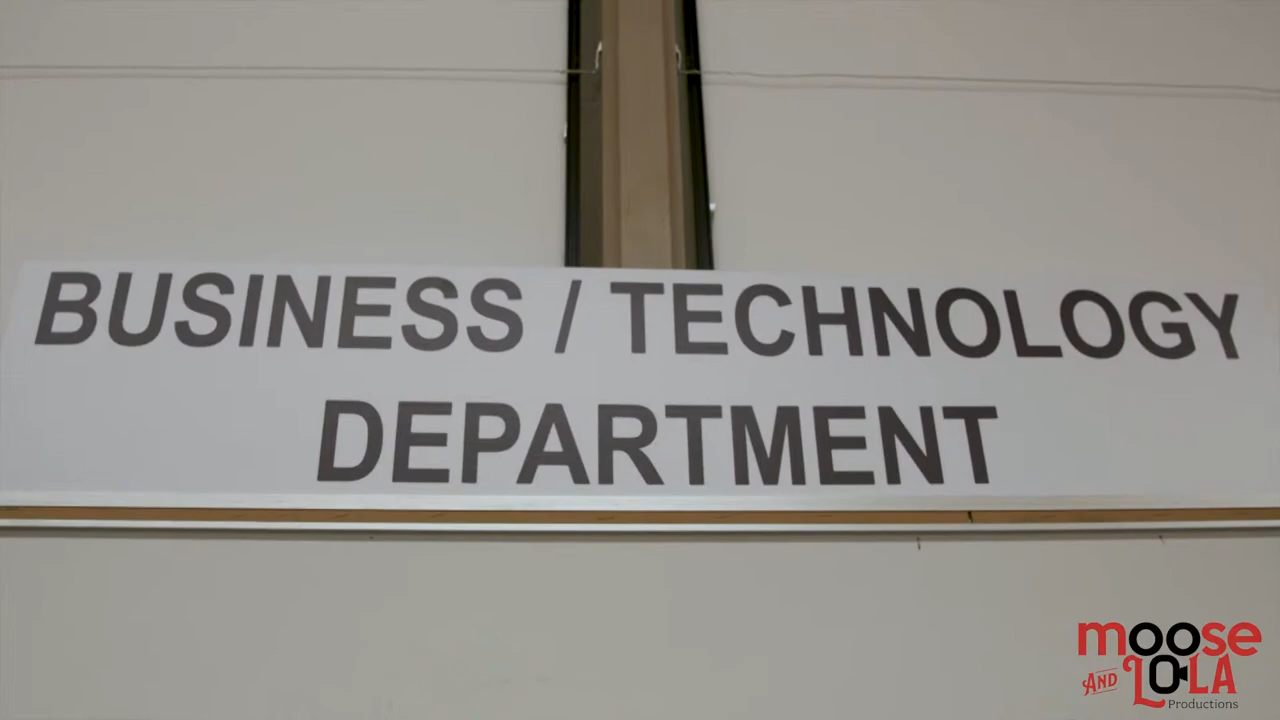 BUSINESS / TECHNOLOGY
DEPARTMENT
moose
AND LOLA
Productions